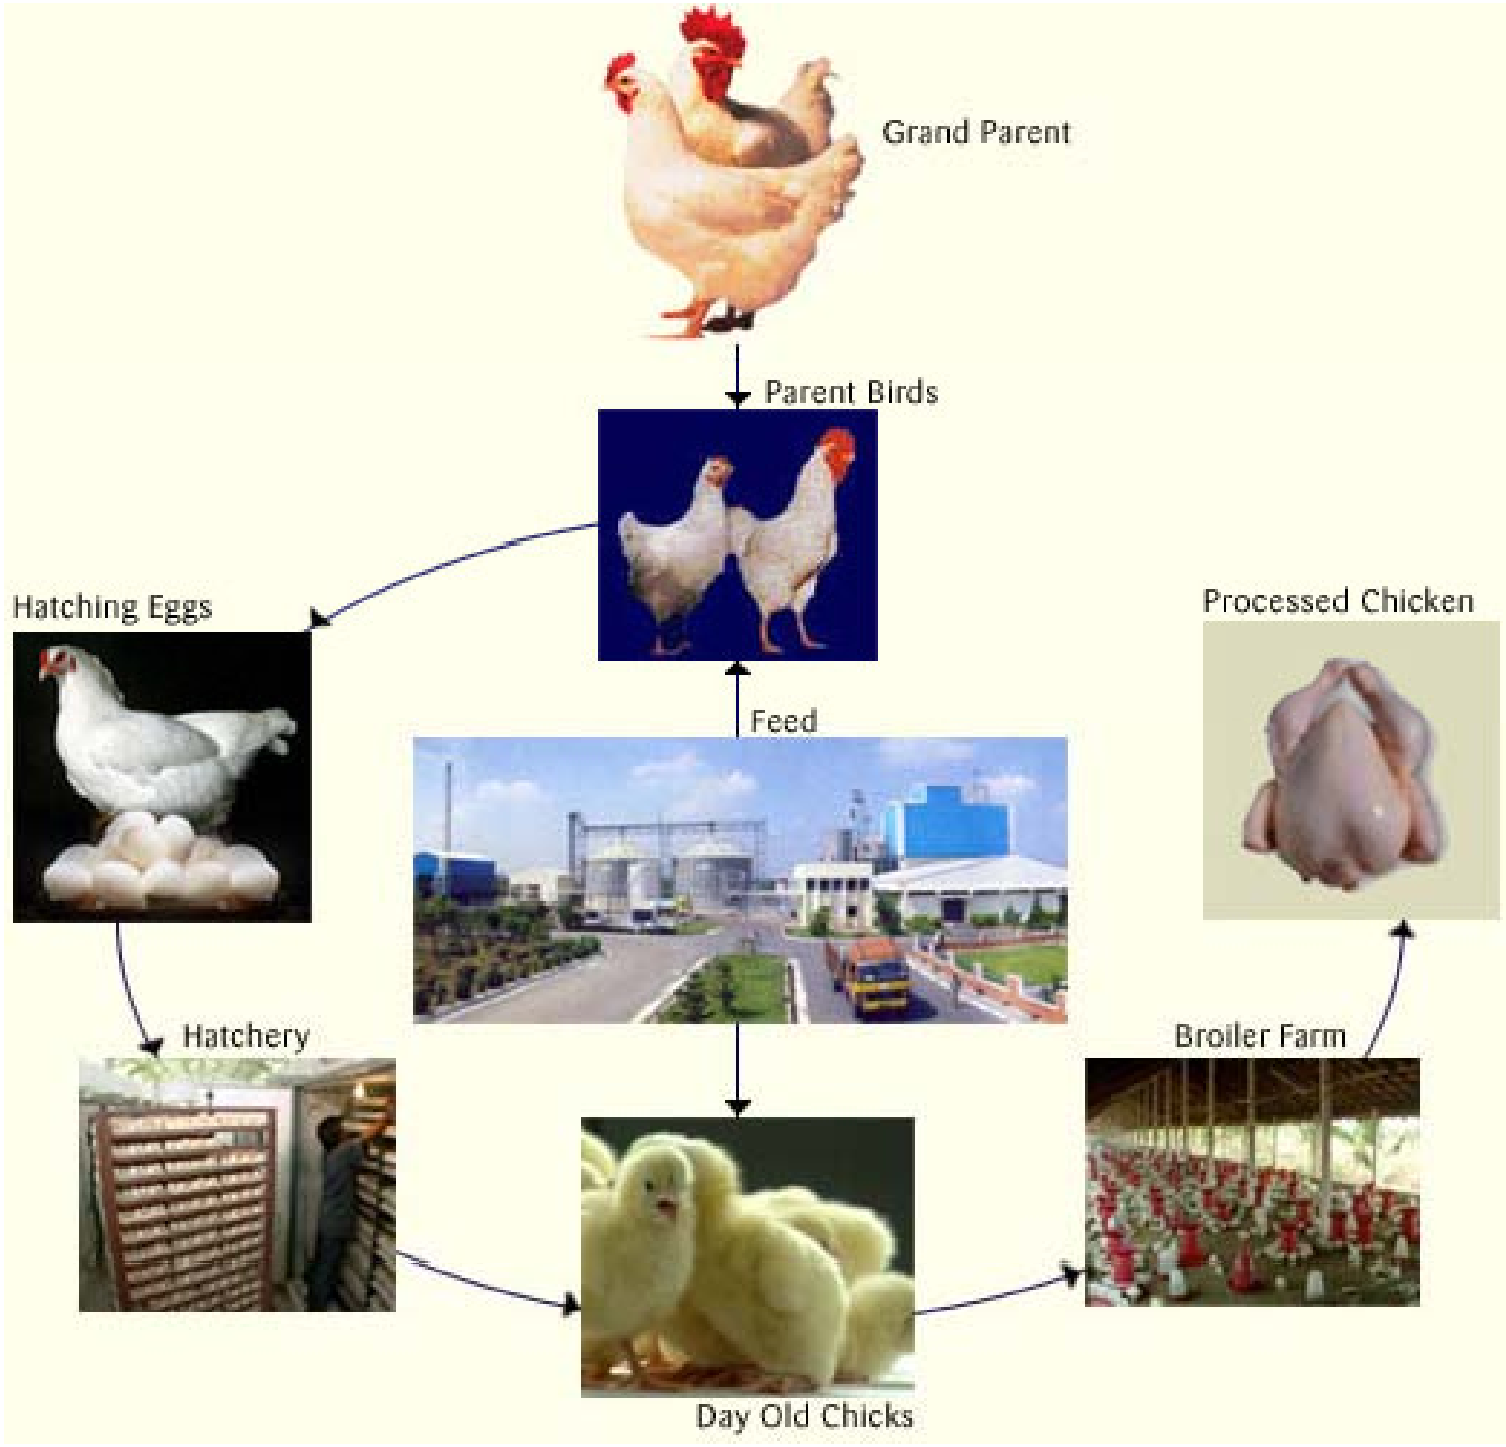 Grand Parent
Parent Birds
Hatching Eggs
Processed Chicken
Feed
Hatchery
Broiler Farm
Day Old Chicks